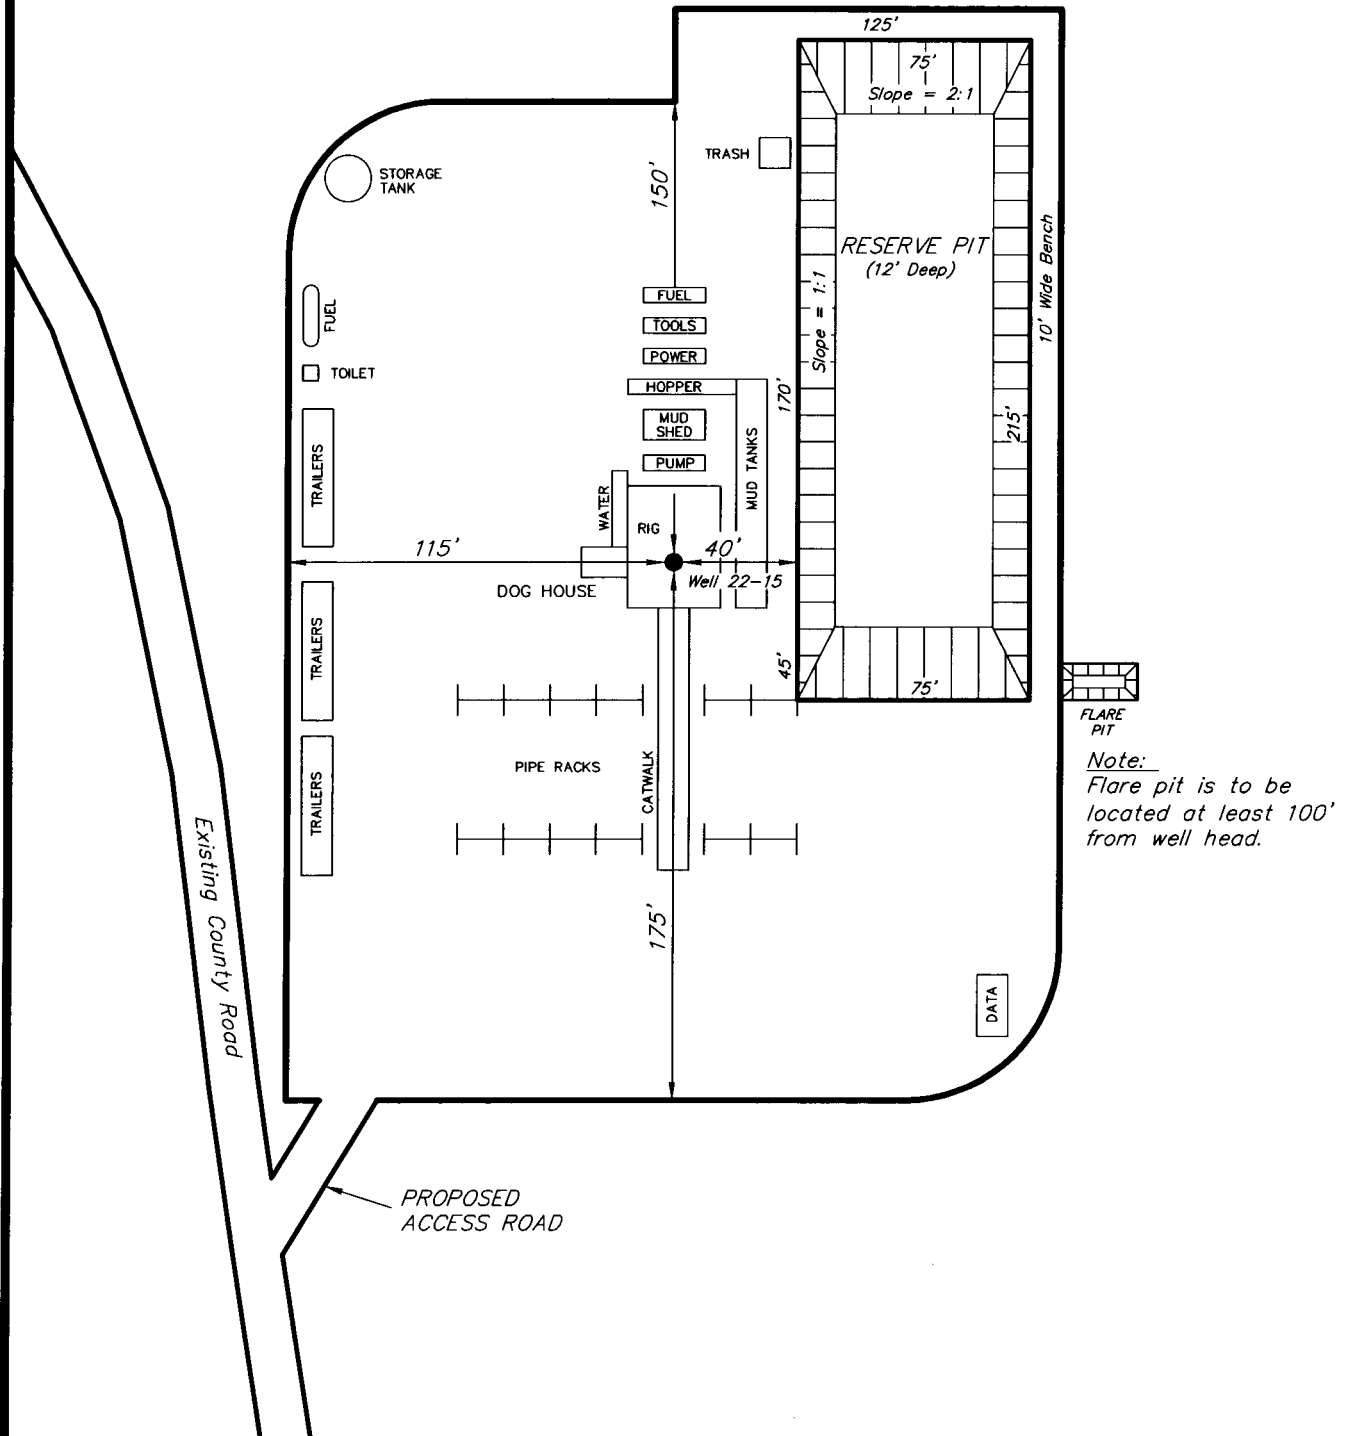 125'
75'
Slope = 2:1
TRASH
STORAGE
TANK
150'
RESERVE PIT
(12' Deep)
10' Wide Bench
Slope = 1:1
FUEL
FUEL
TOOLS
POWER
TOILET
HOPPER
170'
MUD
SHED
215'
TRAILERS
PUMP
MUD TANKS
WATER
RIG
115'
40'
Well 22-15
DOG HOUSE
TRAILERS
45'
75'
FLARE
PIT
PIPE RACKS
CATWALK
TRAILERS
Note:
Flare pit is to be
located at least 100'
from well head.
Existing County Road
175'
DATA
PROPOSED
ACCESS ROAD